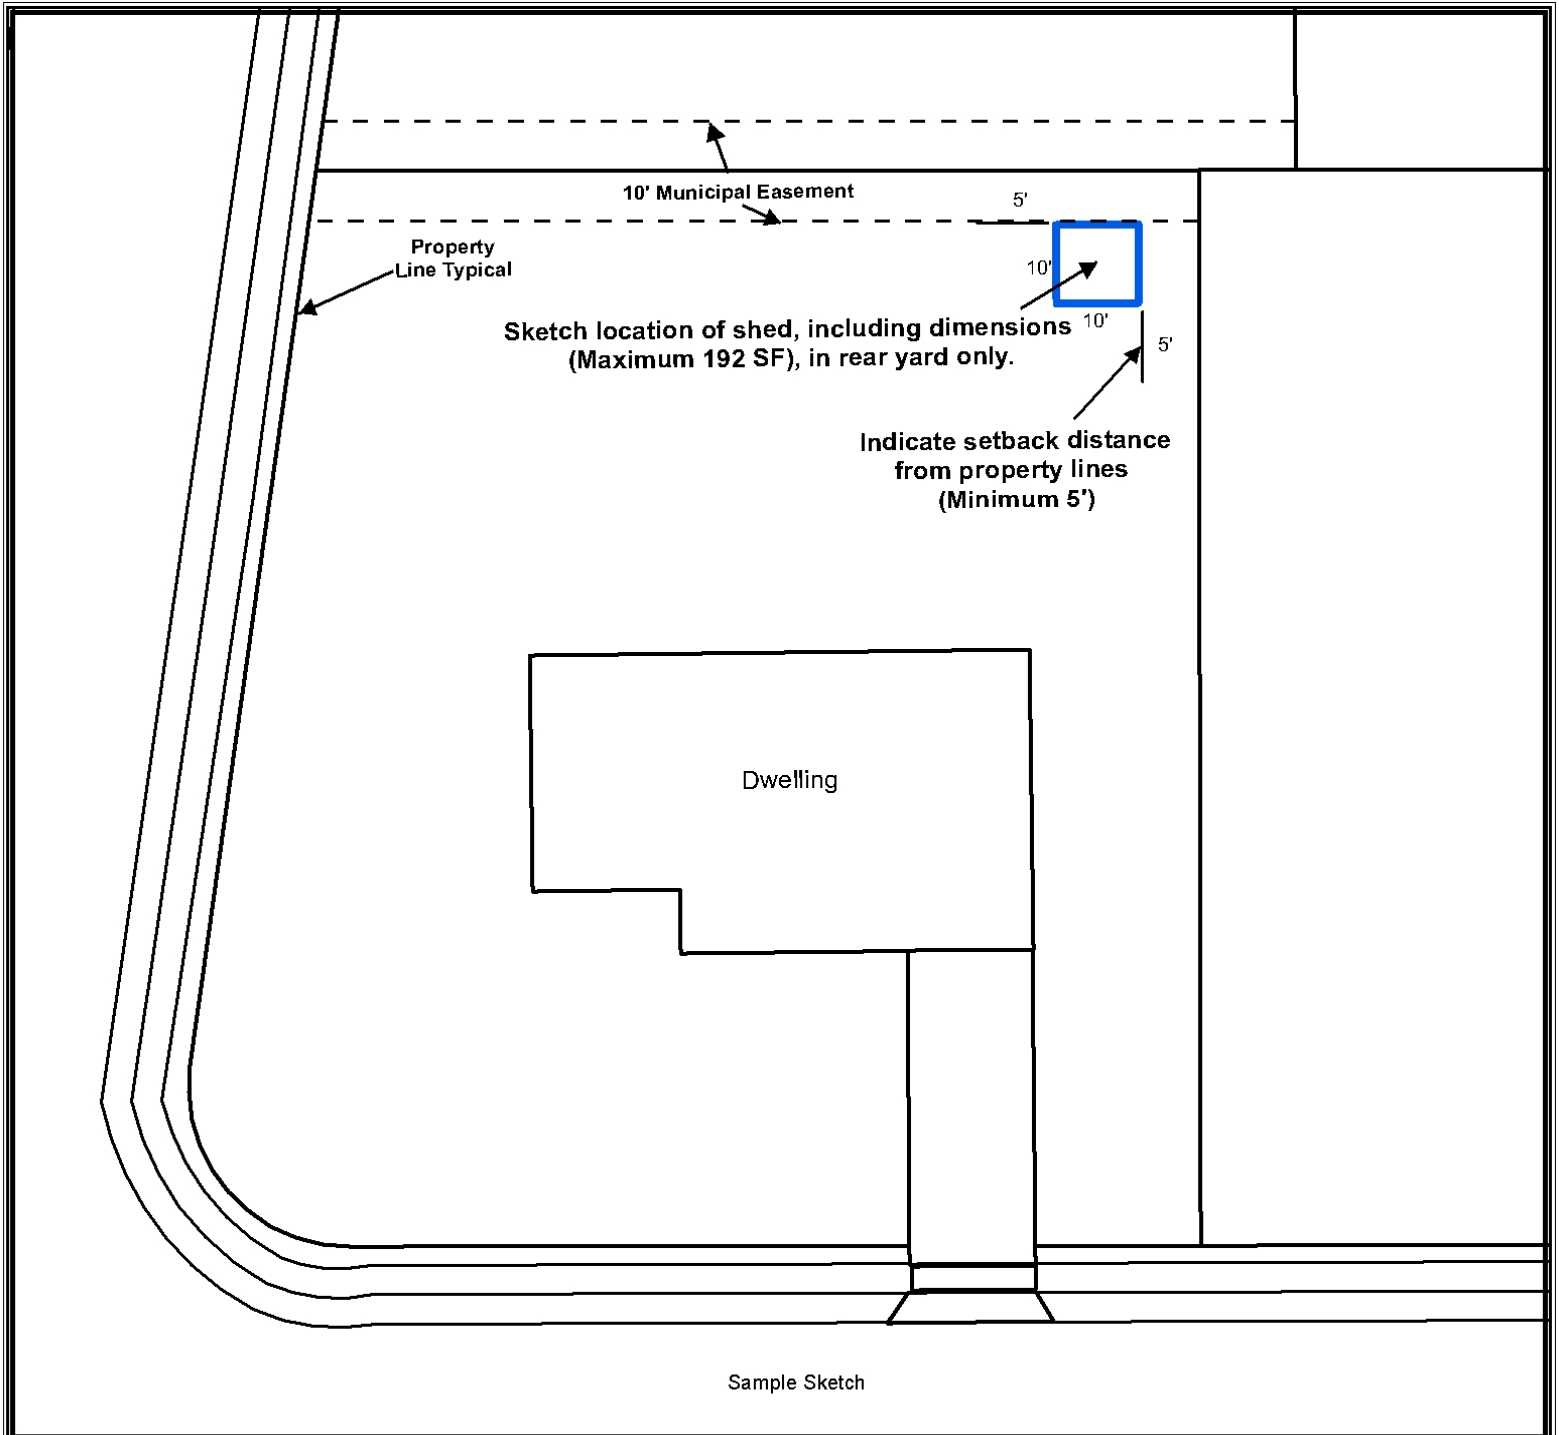 10' Municipal Easement
5'
Property
Line Typical
10'
Sketch location of shed, including dimensions
(Maximum 192 SF), in rear yard only.
10'
5'
Indicate setback distance
from property lines
(Minimum 5')
Dwelling
Sample Sketch